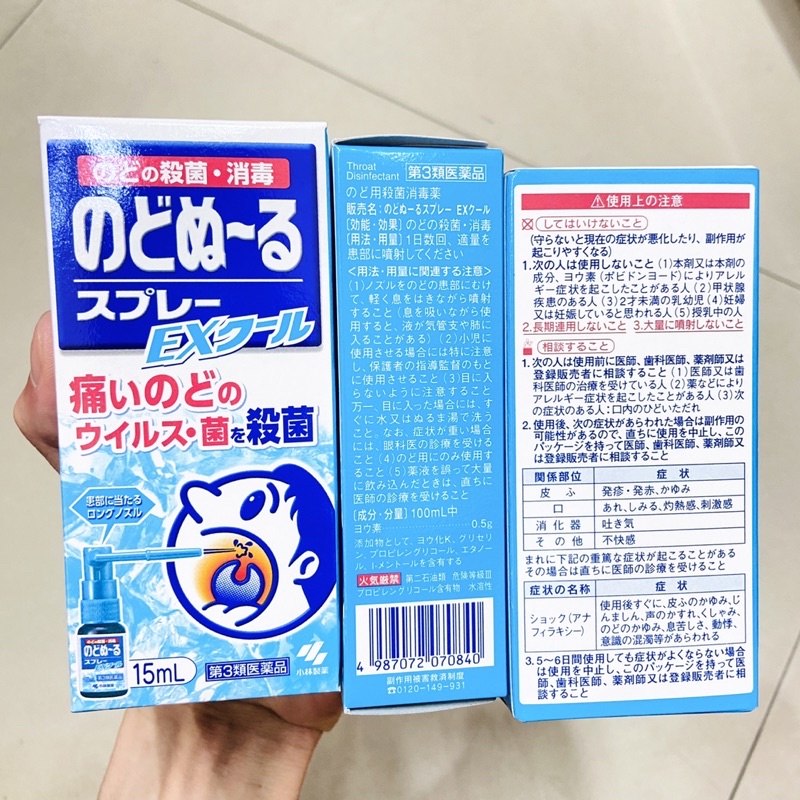 のどの殺菌・消毒
のどぬ〜る
スプレー
EXクール
痛いのどの
ウイルス・菌を殺菌
患部に当たる
ロングノズル
のどの殺菌・消毒
のどぬ〜る
スプレー
第3類医薬品
15mL
第3類医薬品
小林製薬
Throat
Disinfectant
第3類医薬品
のど用殺菌消毒薬
販売名:のどぬ〜るスプレー EXクール
[効能・効果]のどの殺菌・消毒
[用法・用量]1日数回、適量を
患部に噴射してください
<用法・用量に関連する注意>
(1)ノズルをのどの患部にむけ
て、軽く息をはきながら噴射
すること(息を吸いながら使
用すると、液が気管支や肺に
入ることがある)(2)小児に
使用させる場合には特に注意
し、保護者の指導監督のもと
に使用させること(3)目に入
らないように注意すること
万一、目に入った場合には、す
ぐに水又はぬるま湯で洗う
こと。なお、症状が重い場合
には、眼科医の診療を受ける
こと(4)のど用にのみ使用す
ること(5)薬液を誤って大量
に飲み込んだときは、直ちに
医師の診療を受けること
[成分・分量]100mL中
ヨウ素 0.5g
添加物として、ヨウ化K、グリセリ
ン、プロピレングリコール、エタノー
ル、l-メントールを含有する
火気厳禁 第二石油類 危険等級Ⅲ
プロピレングリコール含有物 水溶性
4 987072 070840
副作用被害救済制度
☎0120-149-931
⚠使用上の注意
してはいけないこと
(守らないと現在の症状が悪化したり、副作用が
起こりやすくなる)
1.次の人は使用しないこと(1)本剤又は本剤の
成分、ヨウ素(ポビドンヨード)によりアレル
ギー症状を起こしたことがある人(2)甲状腺
疾患のある人(3)2才未満の乳幼児(4)妊婦
又は妊娠していると思われる人(5)授乳中の人
2.長期連用しないこと 3.大量に噴射しないこと
相談すること
1.次の人は使用前に医師、歯科医師、薬剤師又は
登録販売者に相談すること(1)医師又は歯
科医師の治療を受けている人(2)薬などにより
アレルギー症状を起こしたことがある人(3)次
の症状のある人:口内のひどいただれ
2.使用後、次の症状があらわれた場合は副作用の
可能性があるので、直ちに使用を中止し、この
パッケージを持って医師、歯科医師、薬剤師又
は登録販売者に相談すること
関係部位 症状
皮ふ 発疹・発赤、かゆみ
口 あれ、しみる、灼熱感、刺激感
消化器 吐き気
その他 不快感
まれに下記の重篤な症状が起こることがある
その場合は直ちに医師の診療を受けること
症状の名称 症状
ショック(アナ
フィラキシー)
使用後すぐに、皮ふのかゆみ、じ
んましん、声のかすれ、くしゃみ、
のどのかゆみ、息苦しさ、動悸、
意識の混濁等があらわれる
3.5〜6日間使用しても症状がよくならない場合
は使用を中止し、このパッケージを持って医
師、歯科医師、薬剤師又は登録販売者に相談
すること